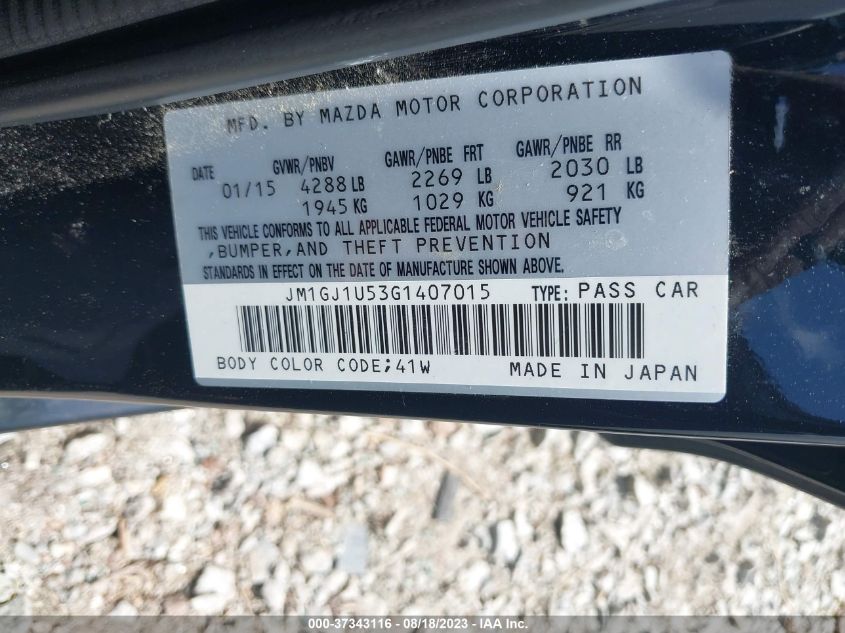 MFD. BY MAZDA MOTOR CORPORATION
DATE GVWR/PNBV GAWR/PNBE FRT GAWR/PNBE RR
01/15 4288 LB 2269 LB 2030 LB
1945 KG 1029 KG 921 KG
THIS VEHICLE CONFORMS TO ALL APPLICABLE FEDERAL MOTOR VEHICLE SAFETY
,BUMPER,AND THEFT PREVENTION
STANDARDS IN EFFECT ON THE DATE OF MANUFACTURE SHOWN ABOVE.
JM1GJ1U53G1407015 TYPE: PASS CAR
BODY COLOR CODE;41W MADE IN JAPAN
000-37343116 - 08/18/2023 - IAA Inc.